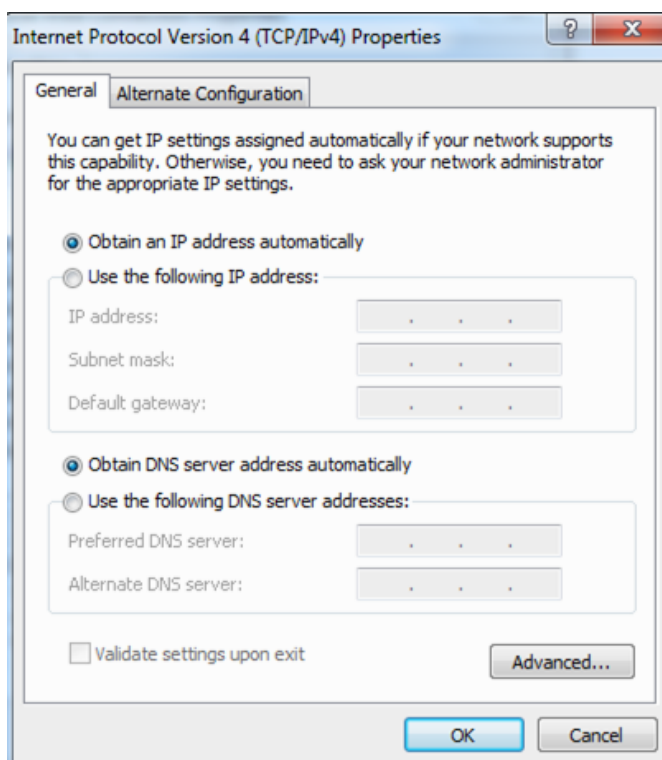 Internet Protocol Version 4 (TCP/IPv4) Properties
General
Alternate Configuration
You can get IP settings assigned automatically if your network supports
this capability. Otherwise, you need to ask your network administrator
for the appropriate IP settings.
Obtain an IP address automatically
Use the following IP address:
IP address:
Subnet mask:
Default gateway:
Obtain DNS server address automatically
Use the following DNS server addresses:
Preferred DNS server:
Alternate DNS server:
Validate settings upon exit
Advanced...
OK
Cancel